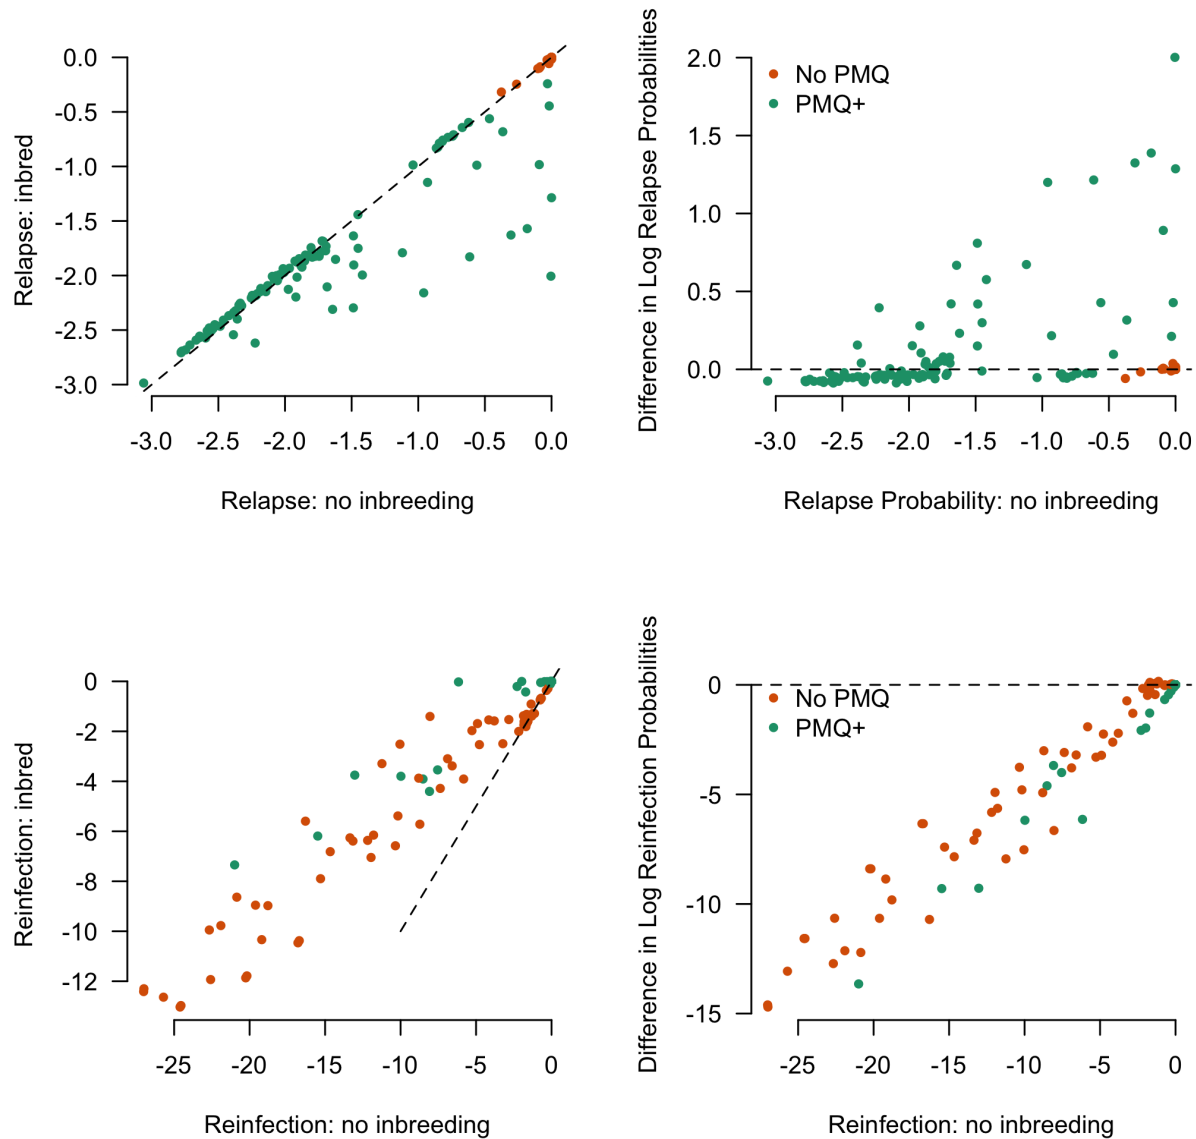 Relapse: inbred
0.0
-0.5
-1.0
-1.5
-2.0
-2.5
-3.0
-3.0 -2.5 -2.0 -1.5 -1.0 -0.5 0.0
Relapse: no inbreeding
Difference in Log Relapse Probabilities
2.0
1.5
1.0
0.5
0.0
No PMQ
PMQ+
-3.0 -2.5 -2.0 -1.5 -1.0 -0.5 0.0
Relapse Probability: no inbreeding
Reinfection: inbred
0
-2
-4
-6
-8
-10
-12
-25 -20 -15 -10 -5 0
Reinfection: no inbreeding
Difference in Log Reinfection Probabilities
0
-5
-10
-15
No PMQ
PMQ+
-25 -20 -15 -10 -5 0
Reinfection: no inbreeding